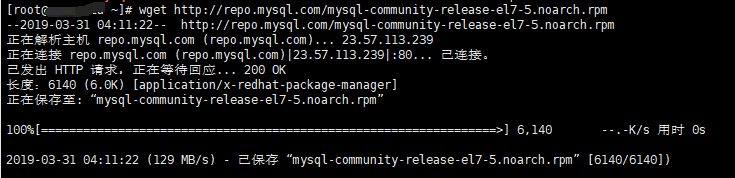 [root@ ~]# wget http://repo.mysql.com/mysql-community-release-el7-5.noarch.rpm
--2019-03-31 04:11:22--  http://repo.mysql.com/mysql-community-release-el7-5.noarch.rpm
正在解析主机 repo.mysql.com (repo.mysql.com)... 23.57.113.239
正在连接 repo.mysql.com (repo.mysql.com)|23.57.113.239|:80... 已连接。
已发出 HTTP 请求，正在等待回应... 200 OK
长度：6140 (6.0K) [application/x-redhat-package-manager]
正在保存至: “mysql-community-release-el7-5.noarch.rpm”
100%[=========================================================>] 6,140       --.-K/s 用时 0s
2019-03-31 04:11:22 (129 MB/s) - 已保存 “mysql-community-release-el7-5.noarch.rpm” [6140/6140])